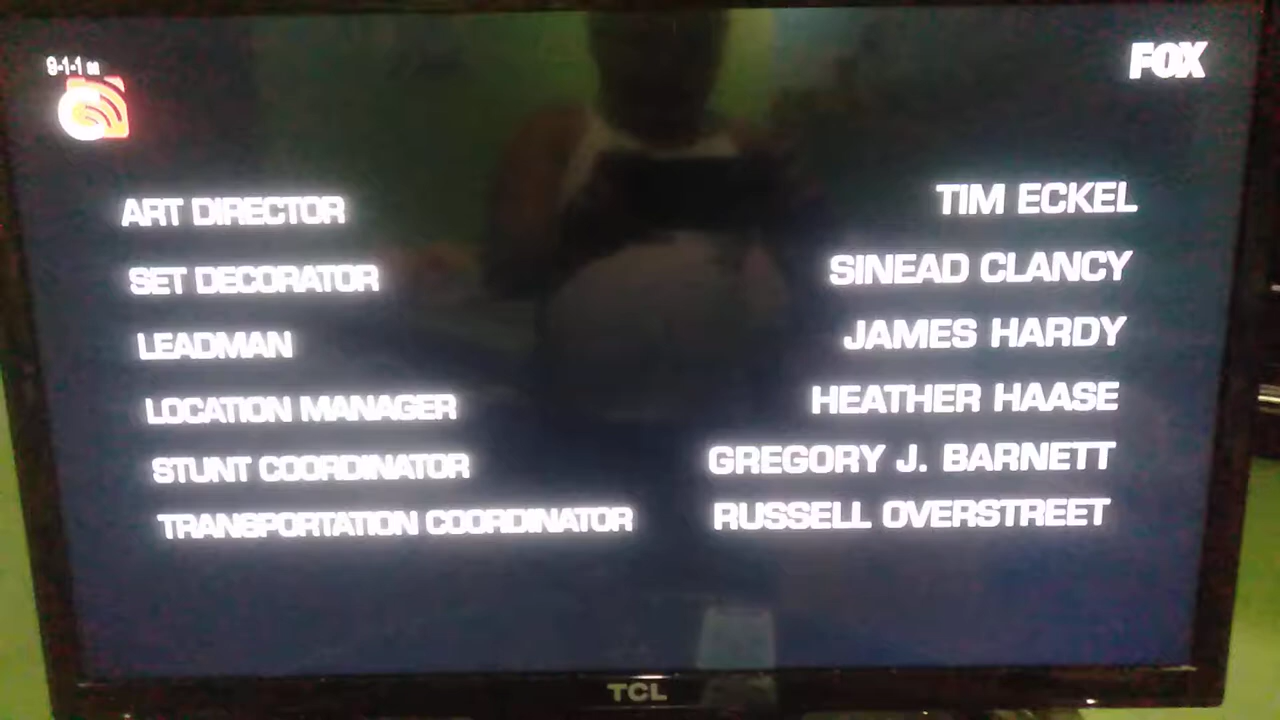 9-1-1
FOX
ART DIRECTOR TIM ECKEL
SET DECORATOR SINEAD CLANCY
LEADMAN JAMES HARDY
LOCATION MANAGER HEATHER HAASE
STUNT COORDINATOR GREGORY J. BARNETT
TRANSPORTATION COORDINATOR RUSSELL OVERSTREET
TCL